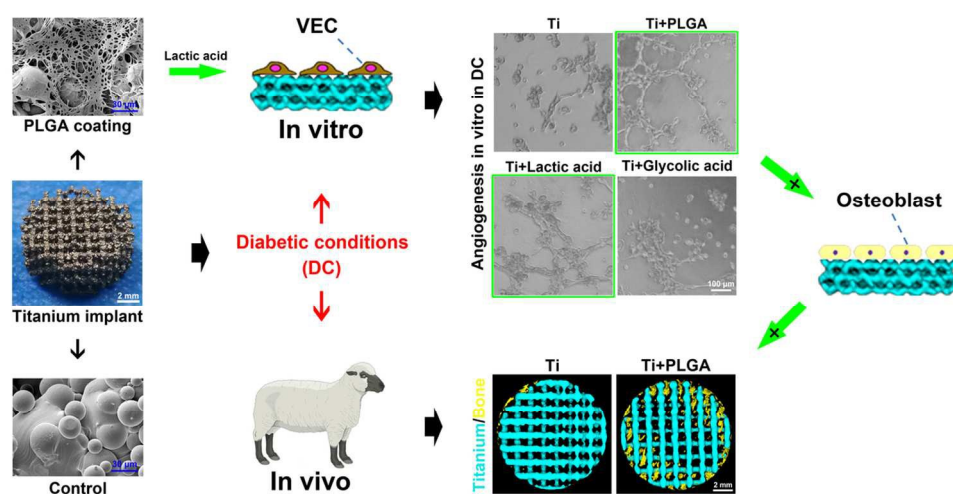 30 μm
PLGA coating
2 mm
Titanium implant
30 μm
Control
Lactic acid
VEC
In vitro
Diabetic conditions
(DC)
In vivo
Angiogenesis in vitro in DC
Ti
Ti+PLGA
Ti+Lactic acid
Ti+Glycolic acid
100 μm
×
Osteoblast
×
Titanium/Bone
Ti
Ti+PLGA
2 mm